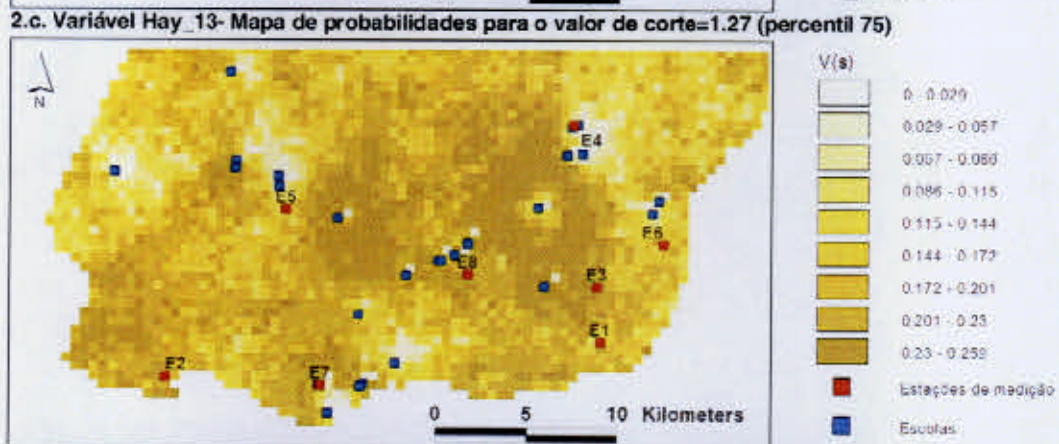 2.c. Variável Hay_13- Mapa de probabilidades para o valor de corte=1.27 (percentil 75)
N
E4
E5
E6
E8
E3
E1
E2
E7
0 5 10 Kilometers
V(s)
0 - 0.029
0.029 - 0.057
0.057 - 0.086
0.086 - 0.115
0.115 - 0.144
0.144 - 0.172
0.172 - 0.201
0.201 - 0.23
0.23 - 0.259
Estações de medição
Escolas